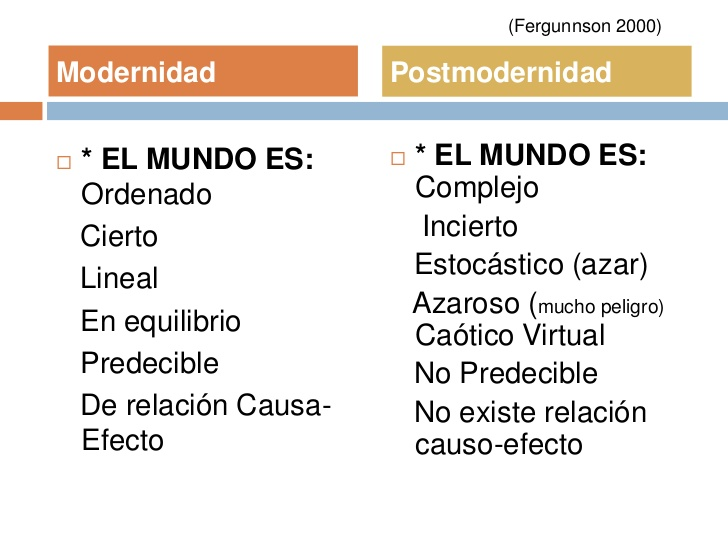 (Fergunnson 2000)
Modernidad
Postmodernidad
* EL MUNDO ES:
Ordenado
Cierto
Lineal
En equilibrio
Predecible
De relación Causa-
Efecto
* EL MUNDO ES:
Complejo
Incierto
Estocástico (azar)
Azaroso (mucho peligro)
Caótico Virtual
No Predecible
No existe relación
causo-efecto